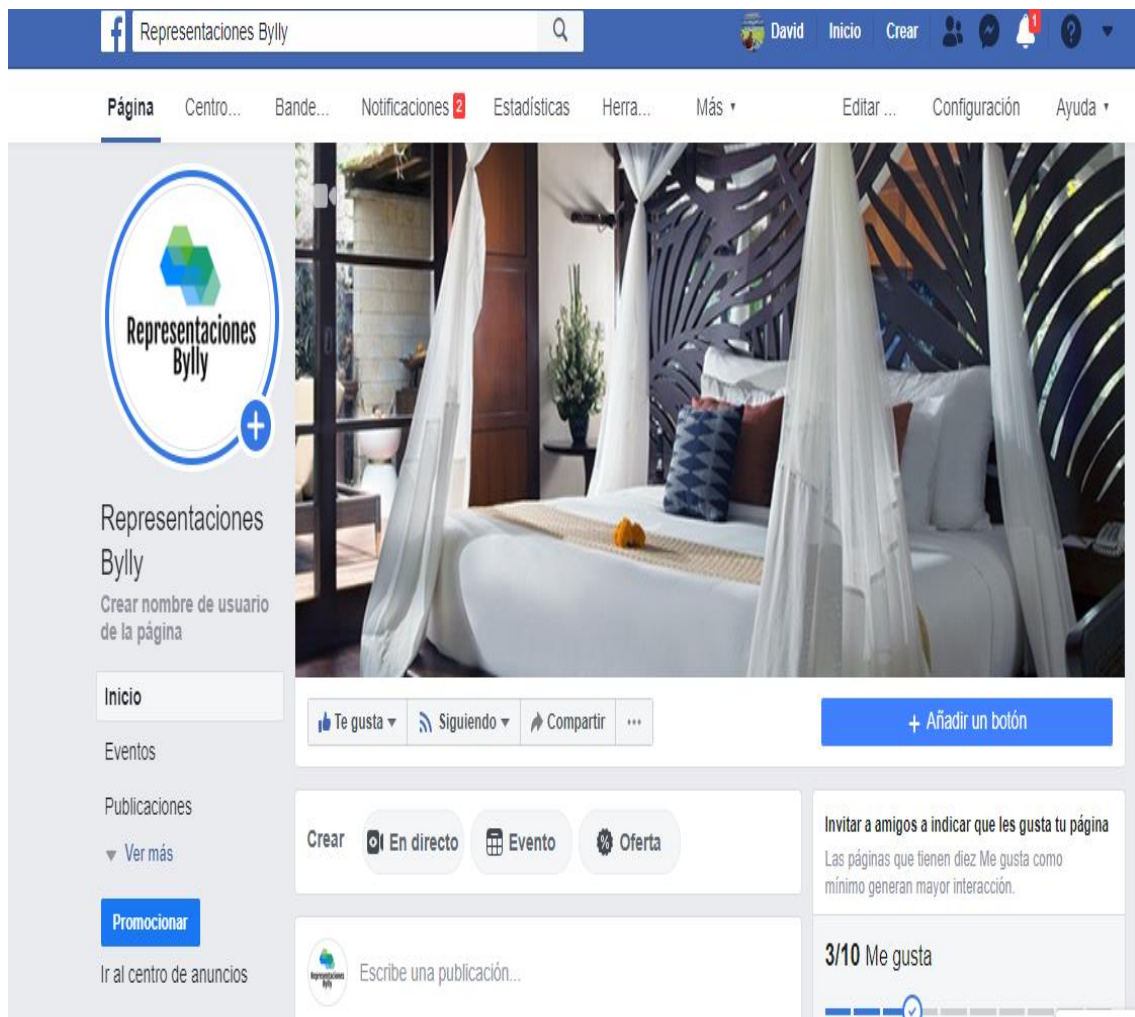 Representaciones Bylly
David Inicio Crear 1
Página Centro... Bande... Notificaciones 2 Estadísticas Herra... Más Editar ... Configuración Ayuda
Representaciones
Bylly
Representaciones
Bylly
Crear nombre de usuario
de la página
Inicio
Eventos
Publicaciones
Ver más
Promocionar
Ir al centro de anuncios
Te gusta Siguiendo Compartir ...
+ Añadir un botón
Crear En directo Evento Oferta
Representaciones
Bylly
Escribe una publicación...
Invitar a amigos a indicar que les gusta tu página
Las páginas que tienen diez Me gusta como
mínimo generan mayor interacción.
3/10 Me gusta